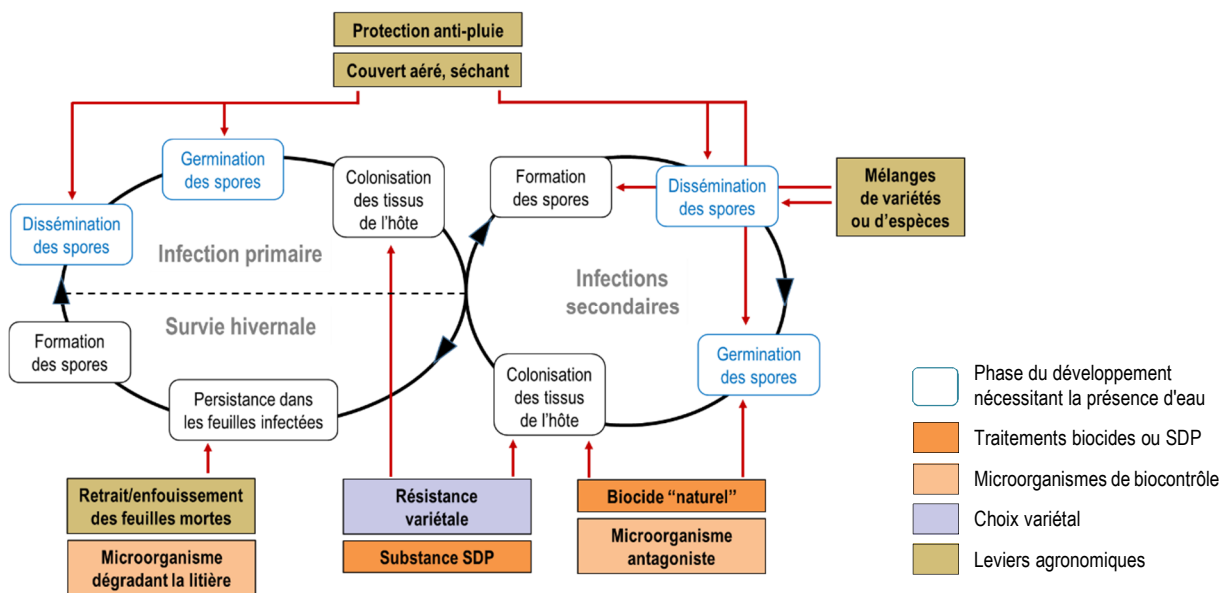 Protection anti-pluie
Couvert aéré, séchant
Germination
des spores
Colonisation
des tissus
de l'hôte
Formation
des spores
Dissémination
des spores
Mélanges
de variétés
ou d'espèces
Dissémination
des spores
Infection primaire
Infections
secondaires
Survie hivernale
Formation
des spores
Germination
des spores
Persistance dans
les feuilles infectées
Colonisation
des tissus
de l'hôte
Retrait/enfouissement
des feuilles mortes
Microorganisme
dégradant la litière
Résistance
variétale
Substance SDP
Biocide “naturel”
Microorganisme
antagoniste
Phase du développement
nécessitant la présence d'eau
Traitements biocides ou SDP
Microorganismes de biocontrôle
Choix variétal
Leviers agronomiques